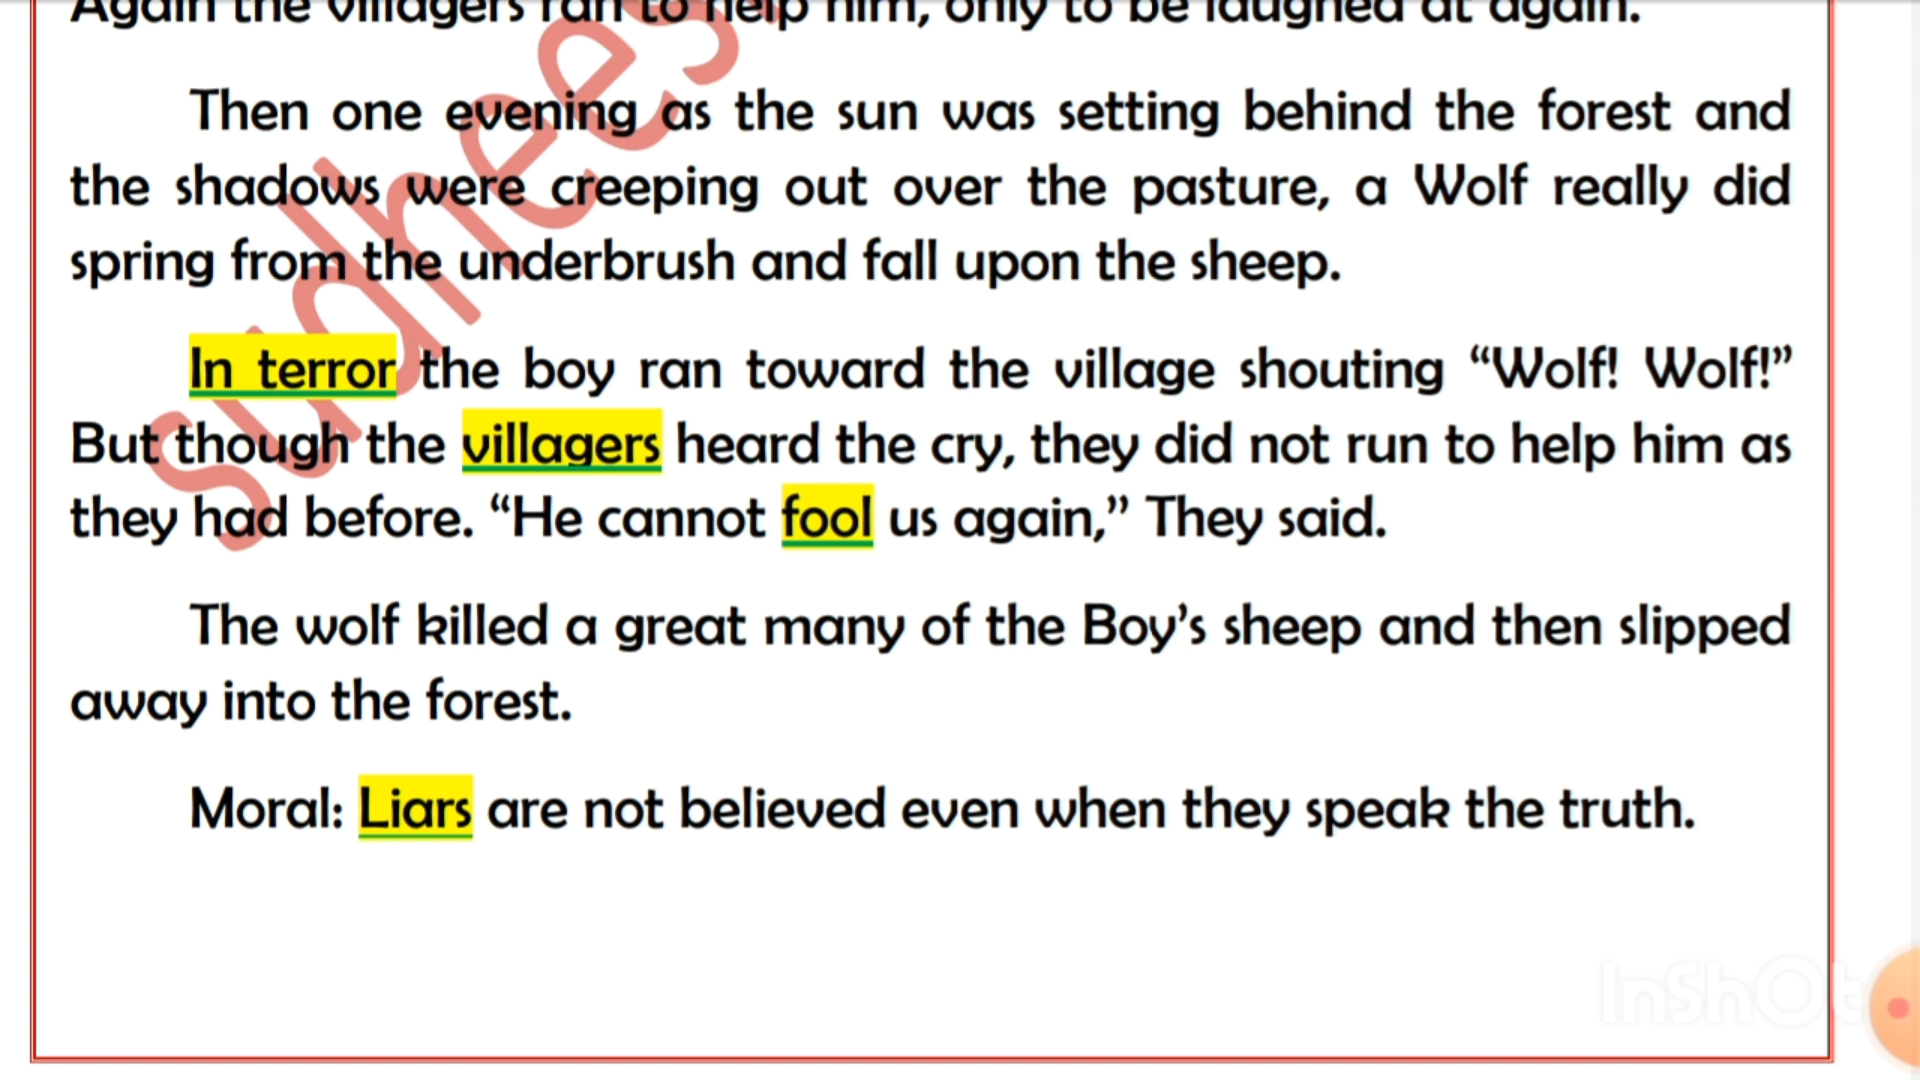 Again the villagers ran to help him, only to be laughed at again.
Then one evening as the sun was setting behind the forest and
the shadows were creeping out over the pasture, a Wolf really did
spring from the underbrush and fall upon the sheep.
In terror the boy ran toward the village shouting “Wolf! Wolf!”
But though the villagers heard the cry, they did not run to help him as
they had before. “He cannot fool us again,” They said.
The wolf killed a great many of the Boy’s sheep and then slipped
away into the forest.
Moral: Liars are not believed even when they speak the truth.
InShOt